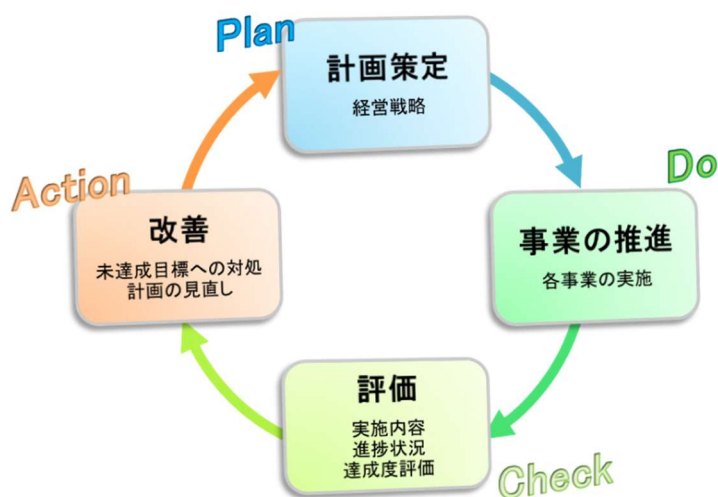 Plan
計画策定
経営戦略
Do
事業の推進
各事業の実施
Check
評価
実施内容
進捗状況
達成度評価
Action
改善
未達成目標への対処
計画の見直し